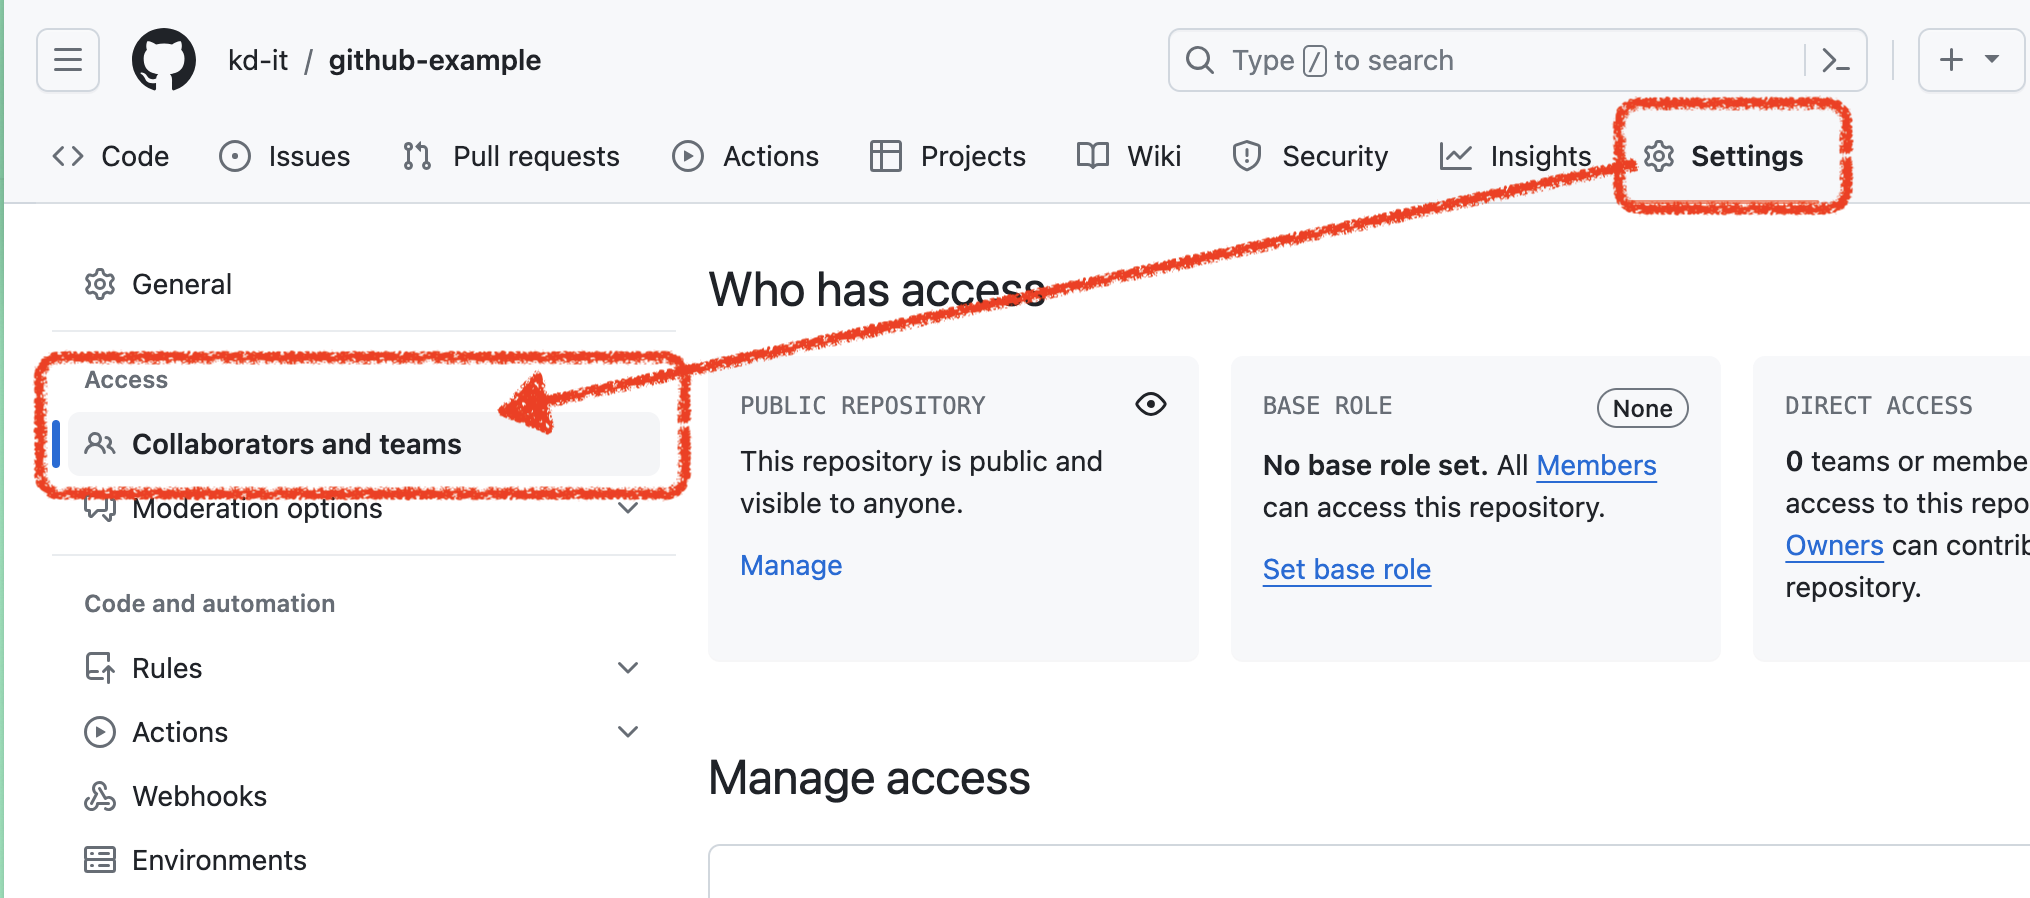 kd-it / github-example
Type / to search
Code Issues Pull requests Actions Projects Wiki Security Insights Settings
General
Access
Collaborators and teams
Moderation options
Code and automation
Rules
Actions
Webhooks
Environments
Who has access
PUBLIC REPOSITORY
This repository is public and
visible to anyone.
Manage
BASE ROLE None
No base role set. All Members
can access this repository.
Set base role
DIRECT ACCESS
0 teams or membe
access to this repo
Owners can contrib
repository.
Manage access